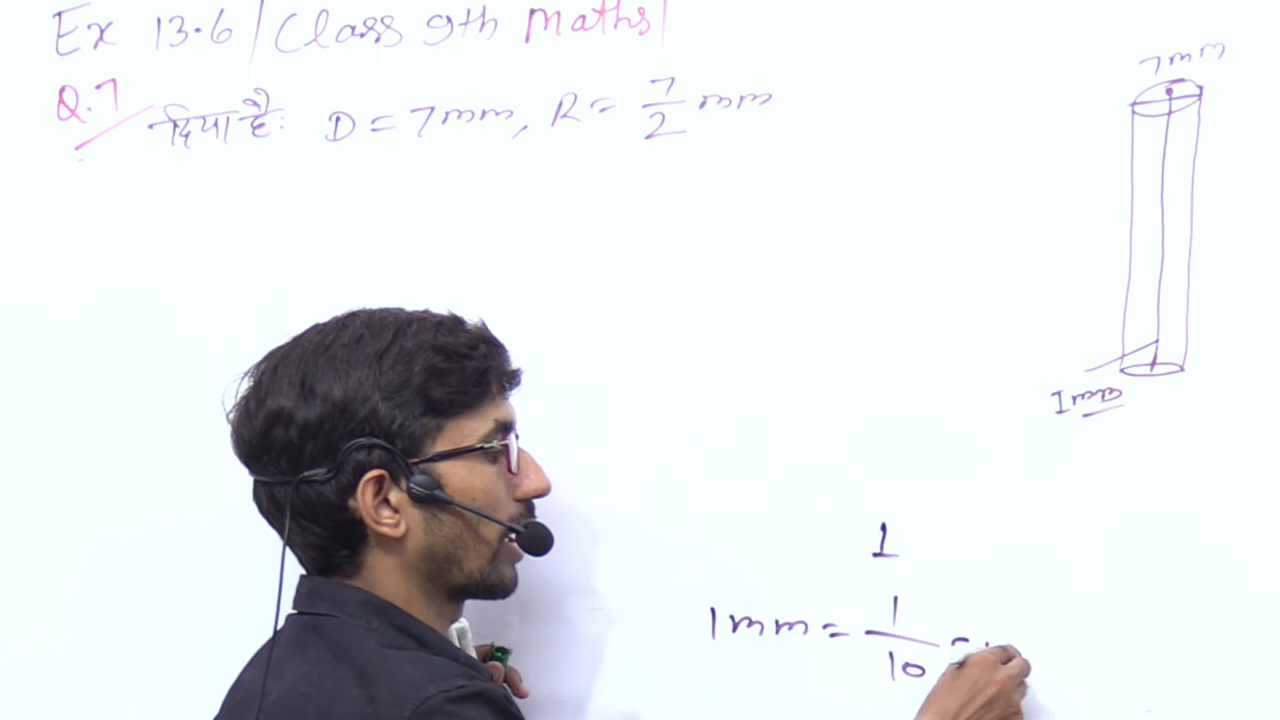 Ex 13.6 | Class 9th Maths |
Q.7 दिया है: D = 7mm, R = 7/2 mm
7mm
1mm
1
1mm = 1/10